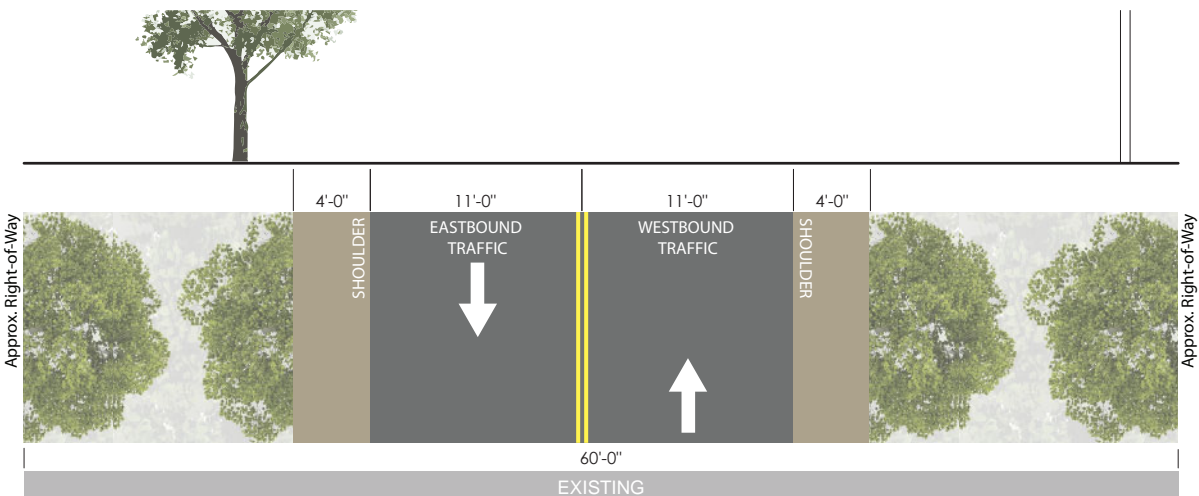 4'-0"
11'-0"
11'-0"
4'-0"
Approx. Right-of-Way
SHOULDER
EASTBOUND
TRAFFIC
WESTBOUND
TRAFFIC
SHOULDER
Approx. Right-of-Way
60'-0"
EXISTING